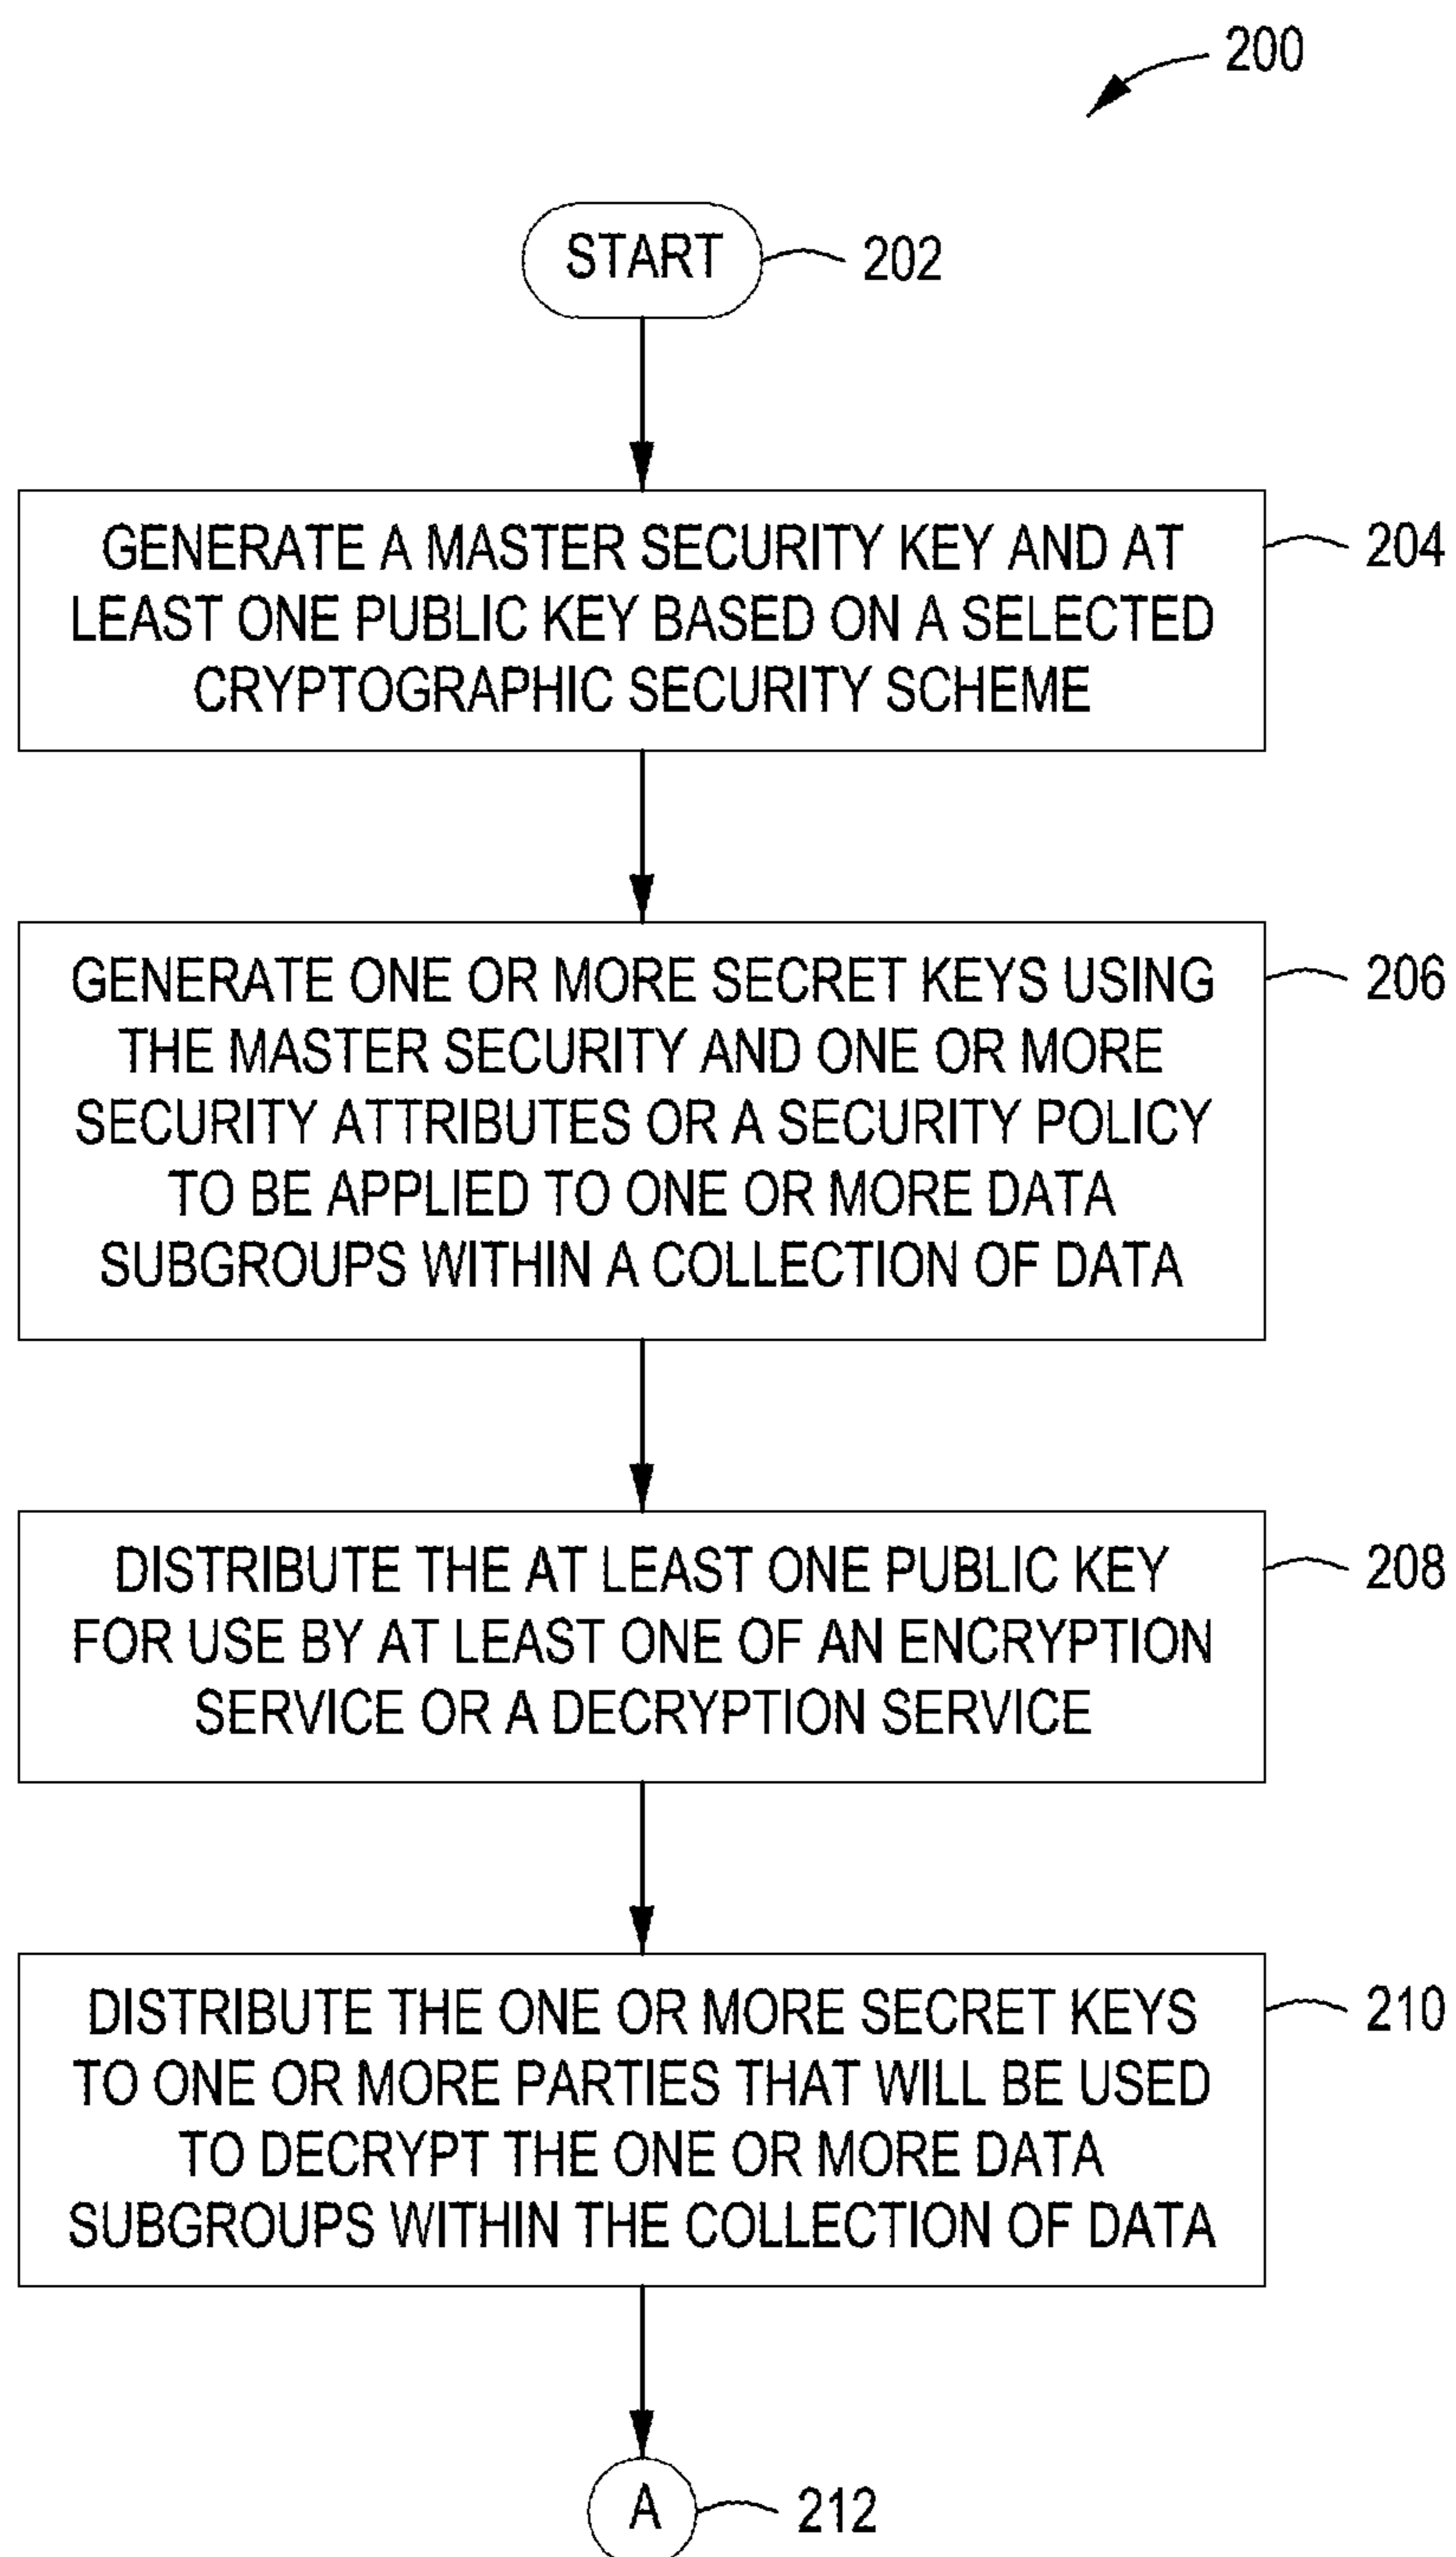 200
START
202
GENERATE A MASTER SECURITY KEY AND AT
LEAST ONE PUBLIC KEY BASED ON A SELECTED
CRYPTOGRAPHIC SECURITY SCHEME
204
GENERATE ONE OR MORE SECRET KEYS USING
THE MASTER SECURITY AND ONE OR MORE
SECURITY ATTRIBUTES OR A SECURITY POLICY
TO BE APPLIED TO ONE OR MORE DATA
SUBGROUPS WITHIN A COLLECTION OF DATA
206
DISTRIBUTE THE AT LEAST ONE PUBLIC KEY
FOR USE BY AT LEAST ONE OF AN ENCRYPTION
SERVICE OR A DECRYPTION SERVICE
208
DISTRIBUTE THE ONE OR MORE SECRET KEYS
TO ONE OR MORE PARTIES THAT WILL BE USED
TO DECRYPT THE ONE OR MORE DATA
SUBGROUPS WITHIN THE COLLECTION OF DATA
210
A
212